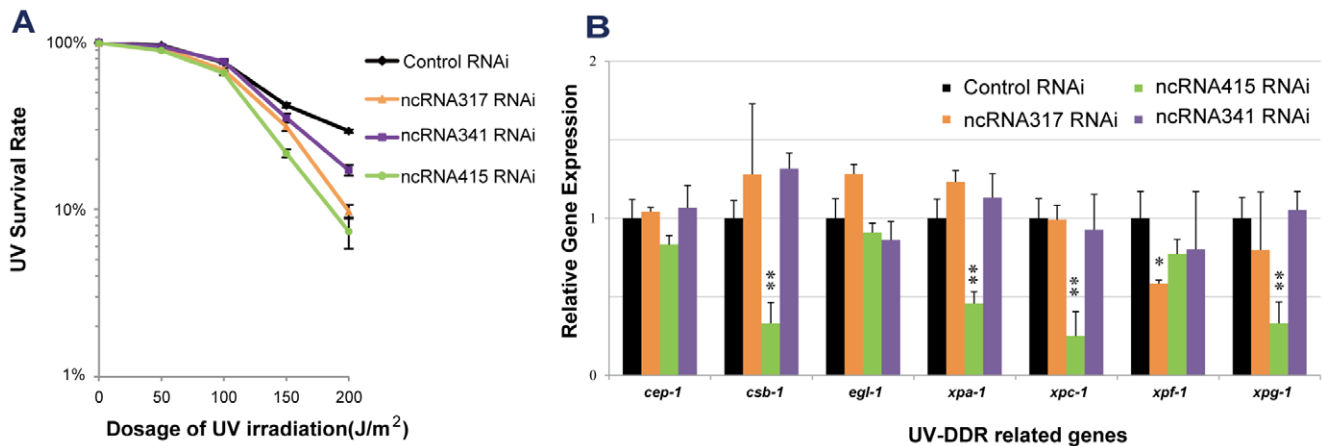 A
100%
10%
1%
UV Survival Rate
0 50 100 150 200
Dosage of UV irradiation(J/m²)
Control RNAi
ncRNA317 RNAi
ncRNA341 RNAi
ncRNA415 RNAi
B
2
1
0
Relative Gene Expression
Control RNAi ncRNA415 RNAi
ncRNA317 RNAi ncRNA341 RNAi
** ** ** * **
cep-1 csb-1 egl-1 xpa-1 xpc-1 xpf-1 xpg-1
UV-DDR related genes